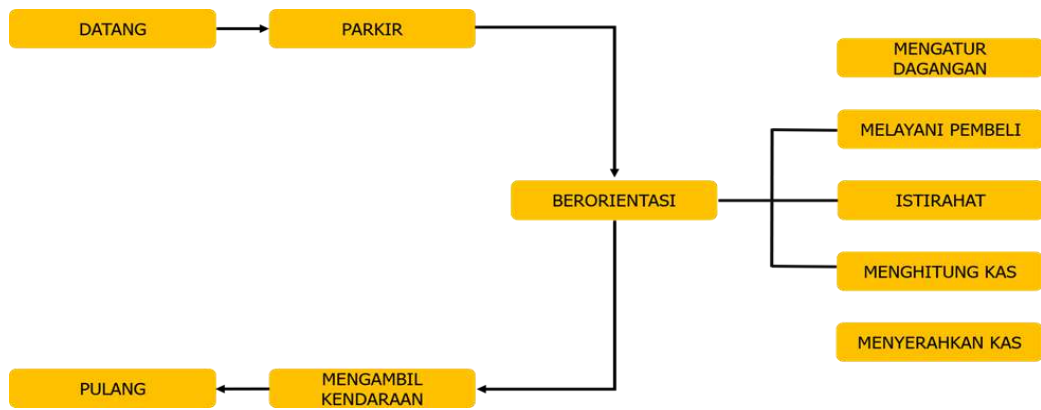 DATANG
PARKIR
MENGATUR
DAGANGAN
MELAYANI PEMBELI
BERORIENTASI
ISTIRAHAT
MENGHITUNG KAS
MENYERAHKAN KAS
PULANG
MENGAMBIL
KENDARAAN